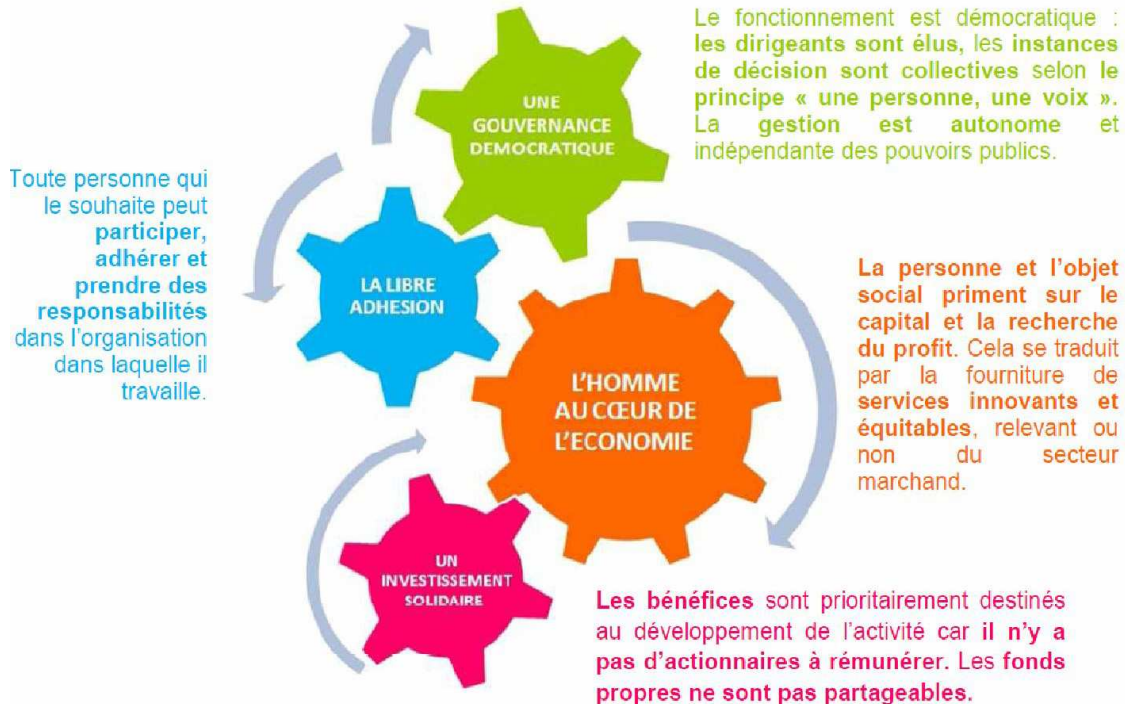 Le fonctionnement est démocratique :
les dirigeants sont élus, les instances
de décision sont collectives selon le
principe « une personne, une voix ».
La gestion est autonome et
indépendante des pouvoirs publics.
UNE
GOUVERNANCE
DEMOCRATIQUE
Toute personne qui
le souhaite peut
participer,
adhérer et
prendre des
responsabilités
dans l'organisation
dans laquelle il
travaille.
LA LIBRE
ADHESION
La personne et l'objet
social priment sur le
capital et la recherche
du profit. Cela se traduit
par la fourniture de
services innovants et
équitables, relevant ou
non du secteur
marchand.
L'HOMME
AU CŒUR DE
L'ECONOMIE
UN
INVESTISSEMENT
SOLIDAIRE
Les bénéfices sont prioritairement destinés
au développement de l'activité car il n'y a
pas d'actionnaires à rémunérer. Les fonds
propres ne sont pas partageables.